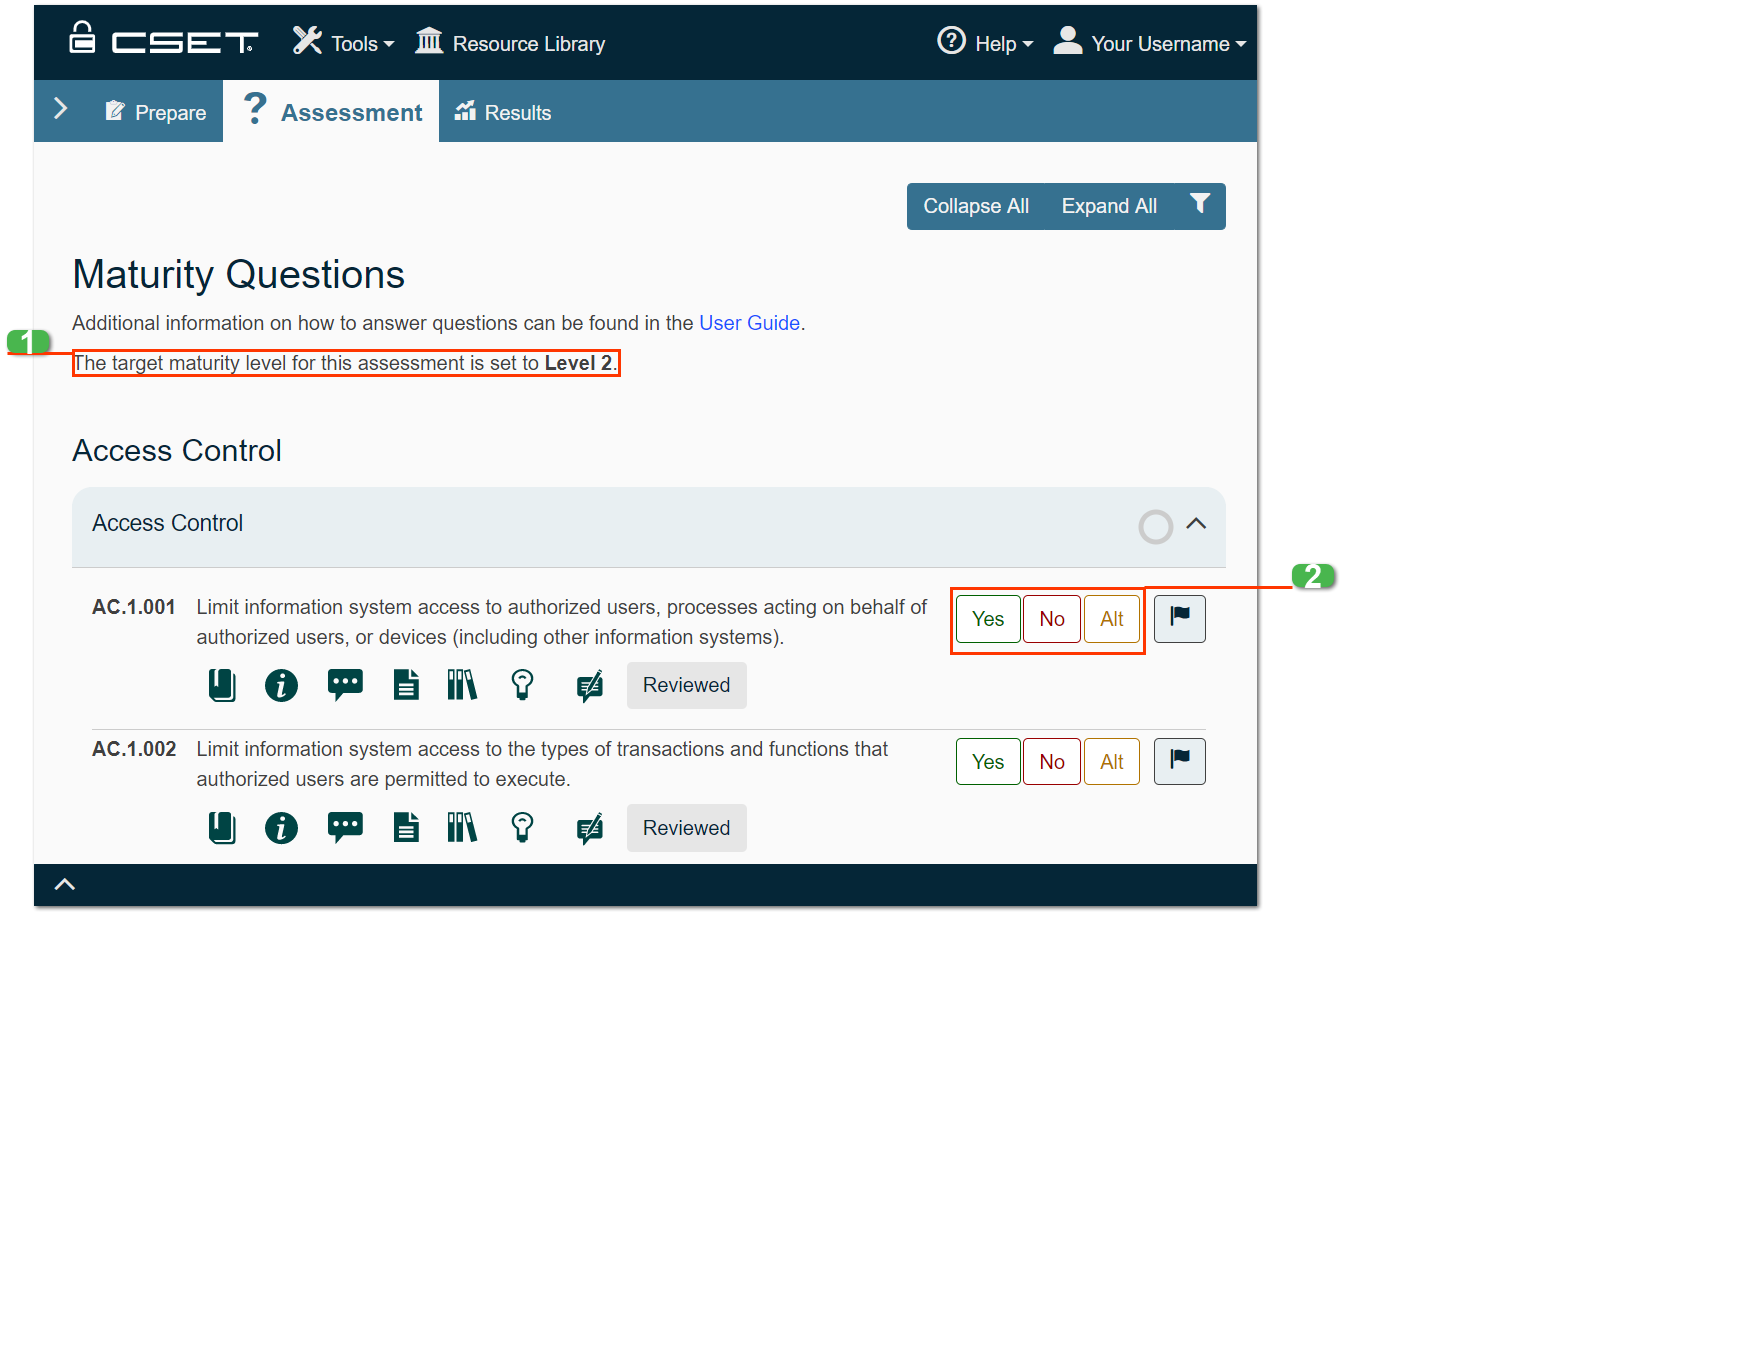 CSET Tools Resource Library Help Your Username
Prepare ? Assessment Results
Collapse All Expand All
Maturity Questions
Additional information on how to answer questions can be found in the User Guide.
1
The target maturity level for this assessment is set to Level 2.
Access Control
Access Control
2
AC.1.001 Limit information system access to authorized users, processes acting on behalf of Yes No Alt
authorized users, or devices (including other information systems).
Reviewed
AC.1.002 Limit information system access to the types of transactions and functions that Yes No Alt
authorized users are permitted to execute.
Reviewed